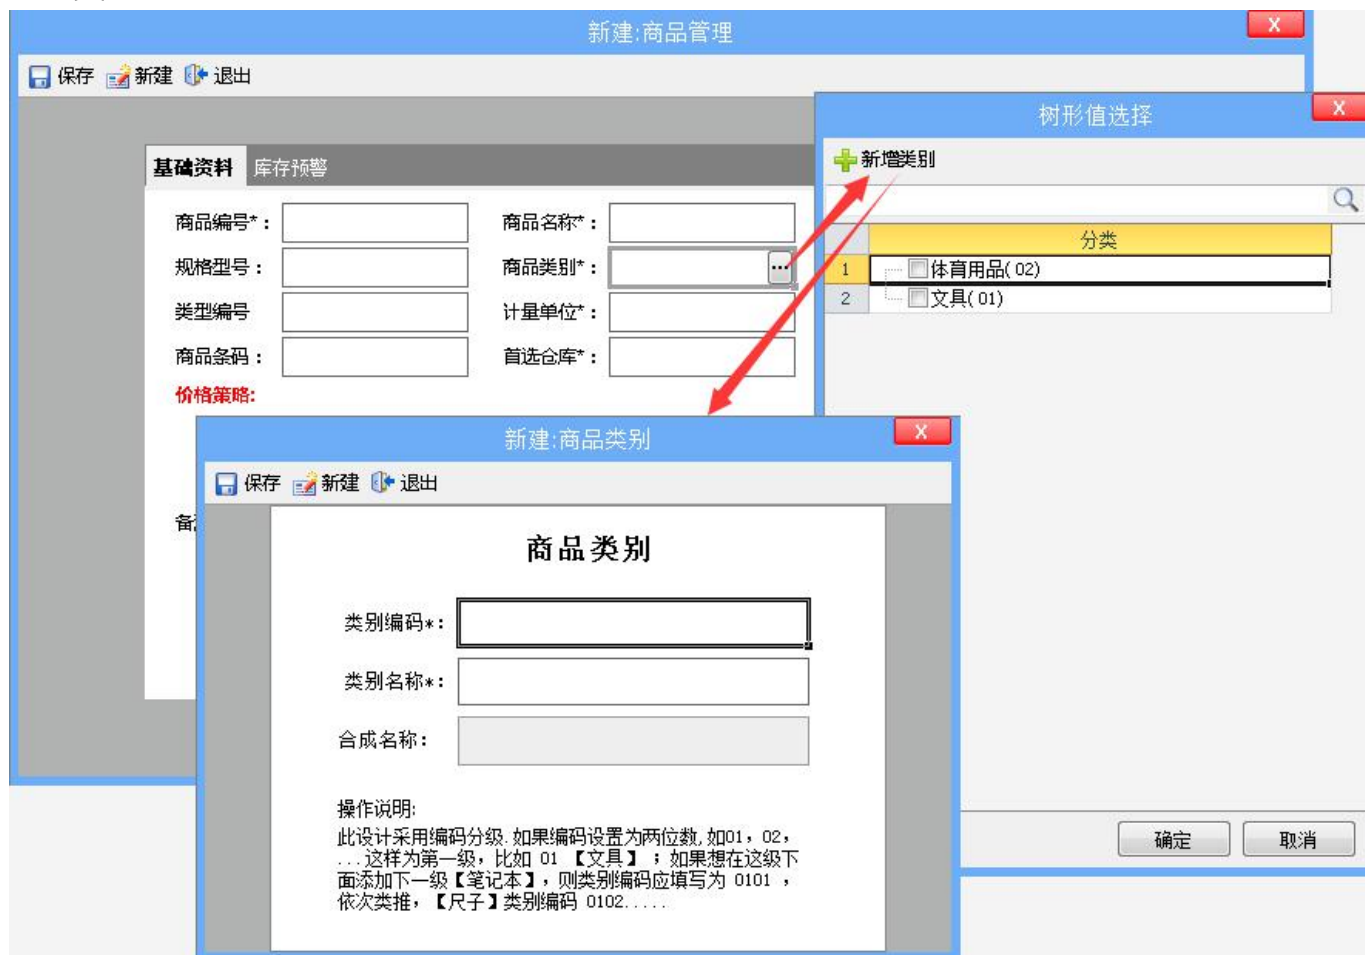 新建:商品管理
X
保存 新建 退出
树形值选择
X
新增类别
基础资料 库存预警
商品编号*：
商品名称*：
规格型号：
商品类别*：
...
类型编号
计量单位*：
商品条码：
首选仓库*：
价格策略:
分类
1 体育用品(02)
2 文具(01)
新建:商品类别
X
保存 新建 退出
商品类别
类别编码*：
类别名称*：
合成名称：
操作说明:
此设计采用编码分级.如果编码设置为两位数,如01，02，
...这样为第一级，比如 01 【文具】；如果想在这级下
面添加下一级【笔记本】，则类别编码应填写为 0101 ，
依次类推，【尺子】类别编码 0102.....
确定 取消